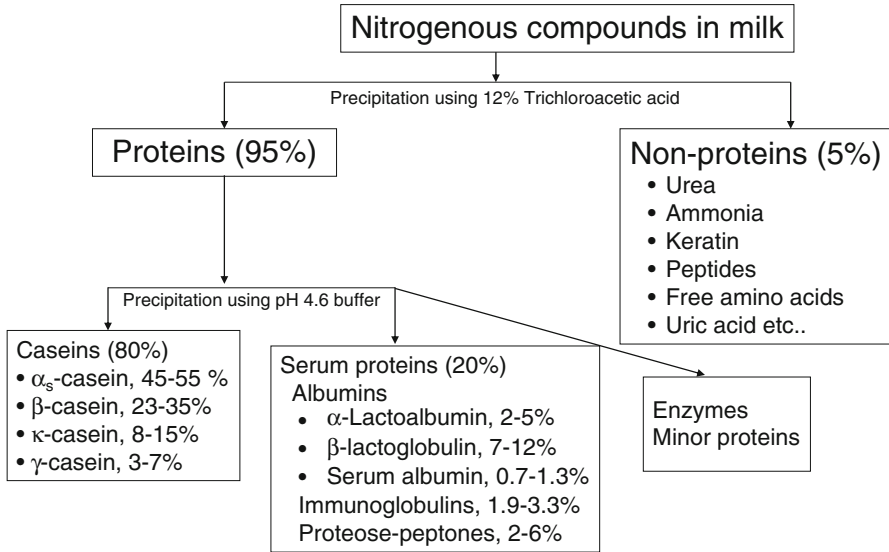 Nitrogenous compounds in milk
Precipitation using 12% Trichloroacetic acid
Proteins (95%)
Non-proteins (5%)
• Urea
• Ammonia
• Keratin
• Peptides
• Free amino acids
• Uric acid etc..
Precipitation using pH 4.6 buffer
Caseins (80%)
• αs-casein, 45-55 %
• β-casein, 23-35%
• κ-casein, 8-15%
• γ-casein, 3-7%
Serum proteins (20%)
Albumins
• α-Lactoalbumin, 2-5%
• β-lactoglobulin, 7-12%
• Serum albumin, 0.7-1.3%
Immunoglobulins, 1.9-3.3%
Proteose-peptones, 2-6%
Enzymes
Minor proteins